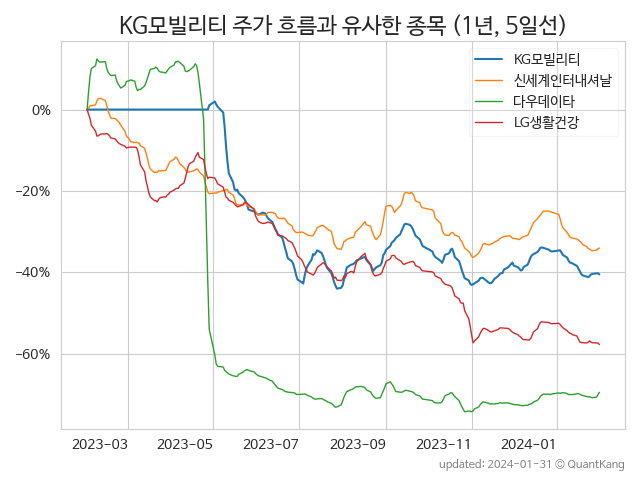 KG모빌리티 주가 흐름과 유사한 종목 (1년, 5일선)
KG모빌리티
신세계인터내셔날
다우데이타
LG생활건강
0%
−20%
−40%
−60%
2023-03 2023-05 2023-07 2023-09 2023-11 2024-01
updated: 2024-01-31 © QuantKang